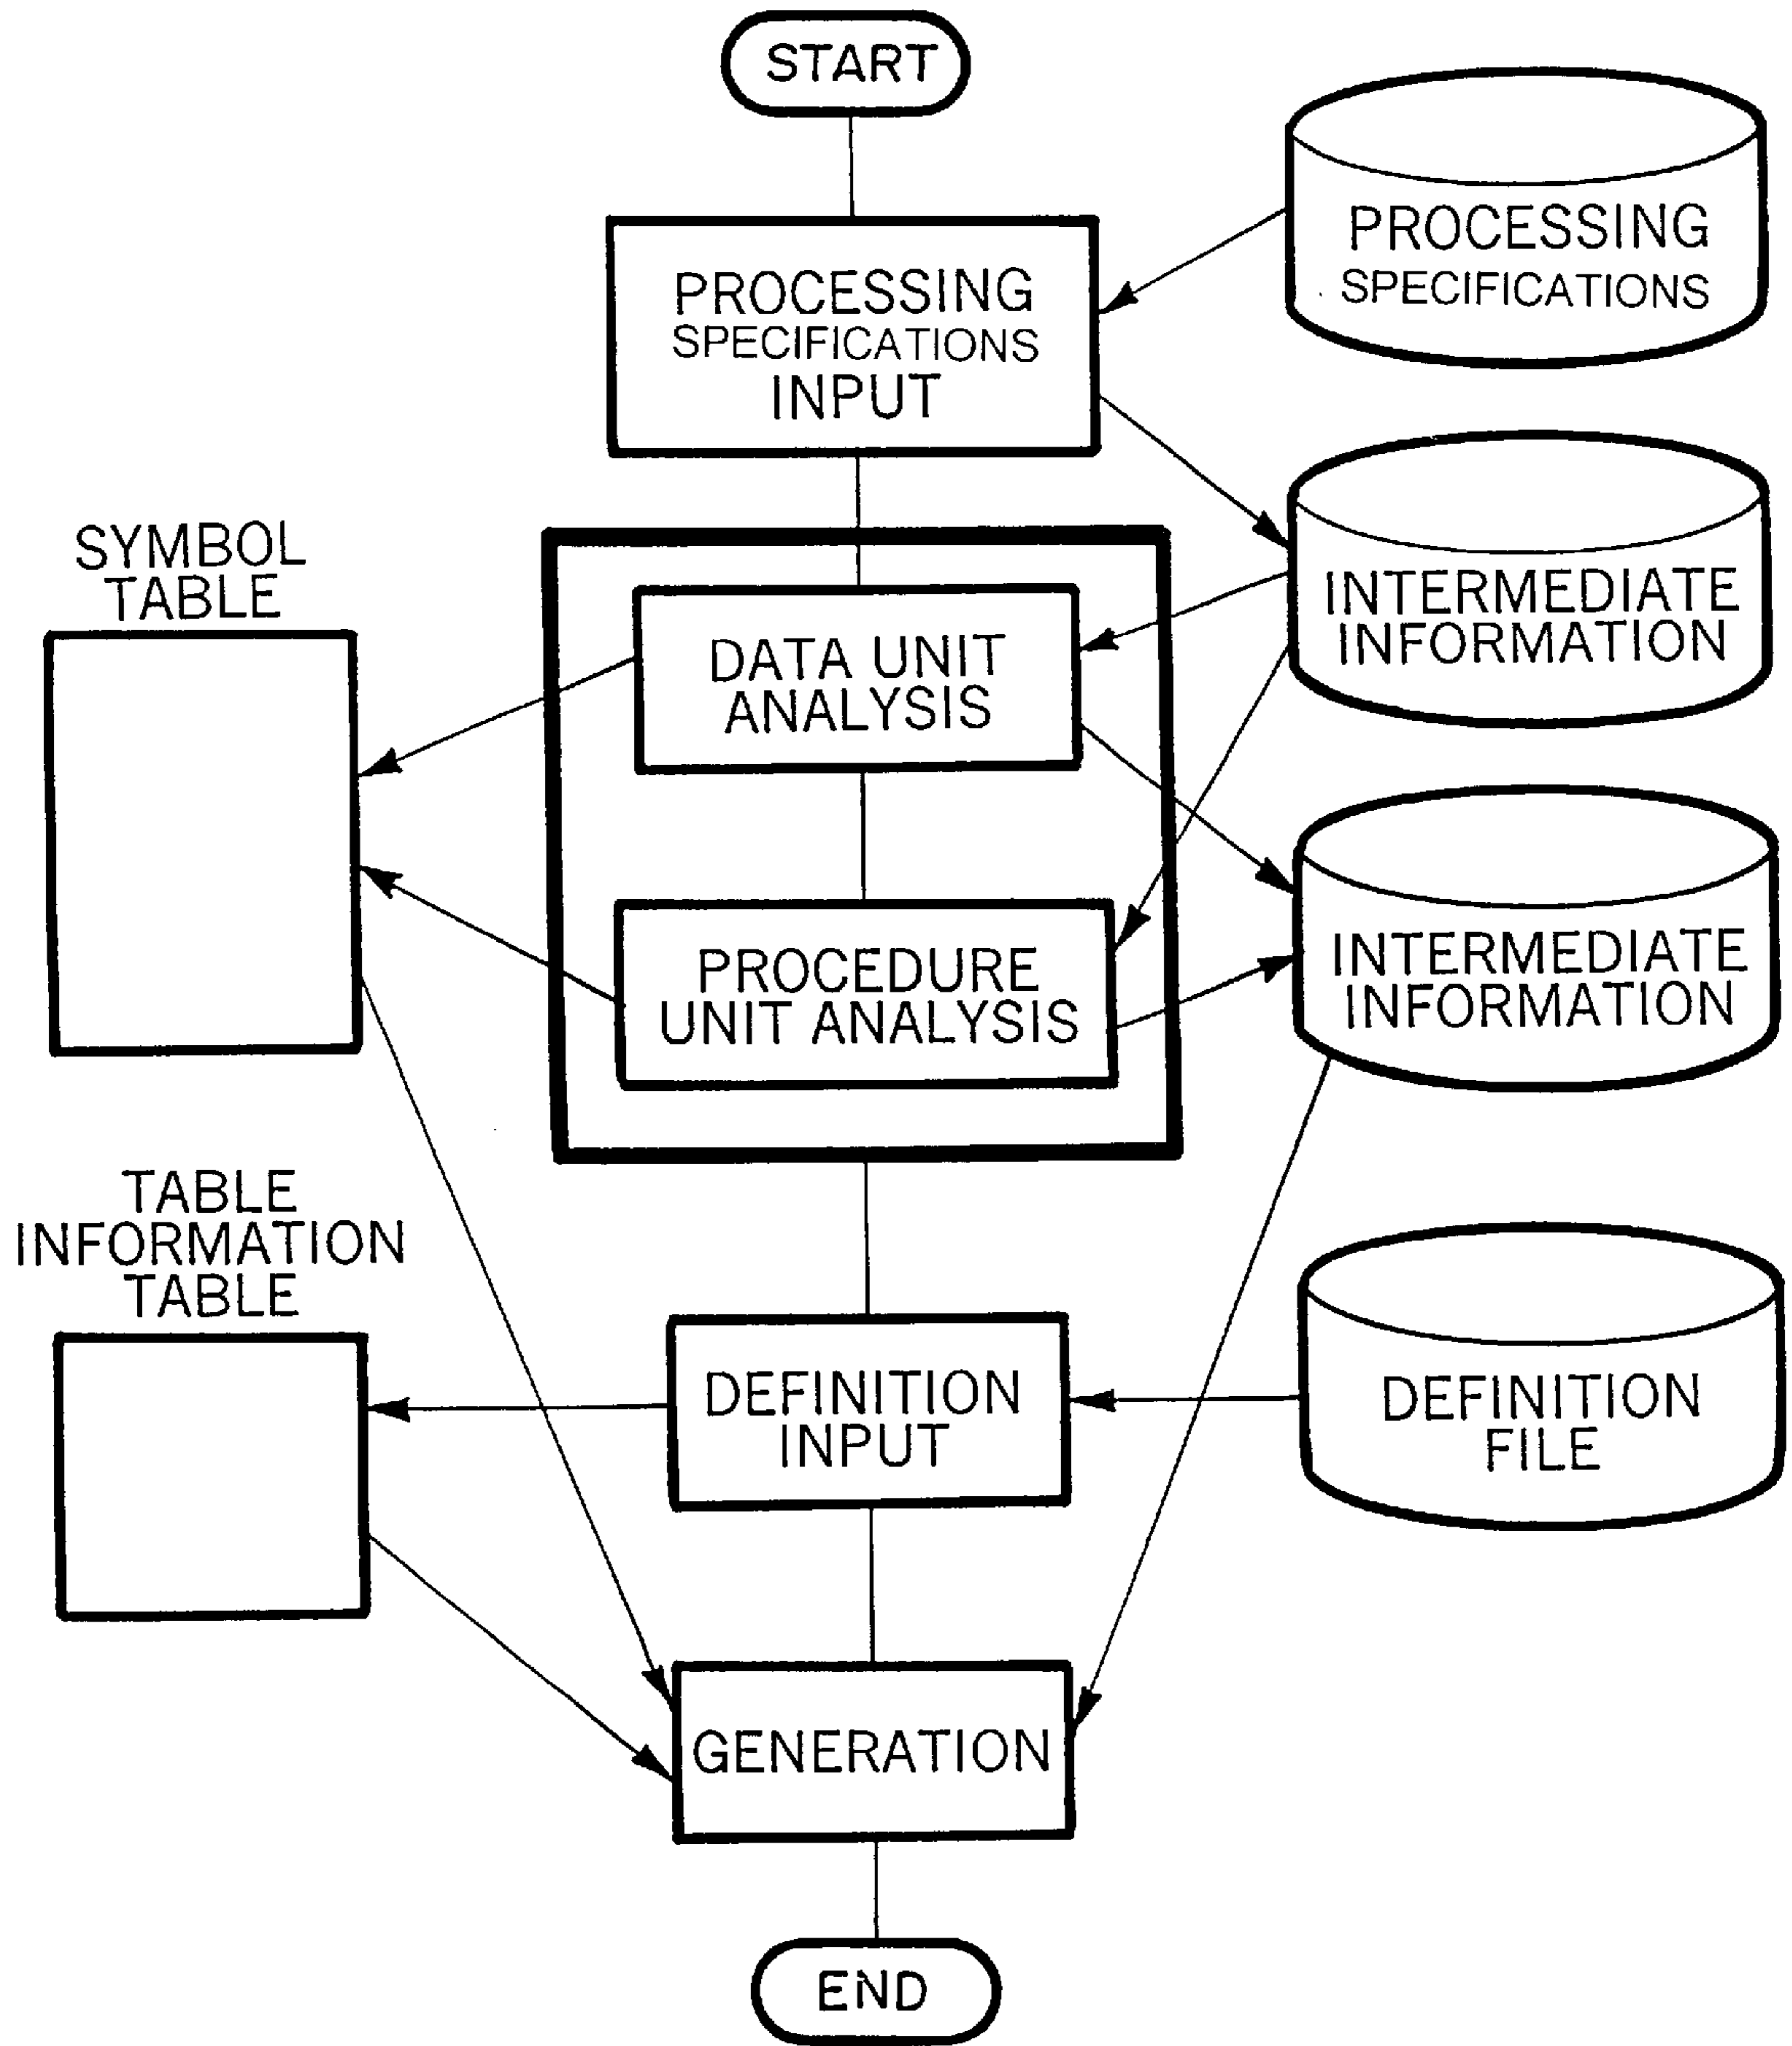 START
PROCESSING
SPECIFICATIONS
PROCESSING
SPECIFICATIONS
INPUT
SYMBOL
TABLE
INTERMEDIATE
INFORMATION
DATA UNIT
ANALYSIS
PROCEDURE
UNIT ANALYSIS
INTERMEDIATE
INFORMATION
TABLE
INFORMATION
TABLE
DEFINITION
INPUT
DEFINITION
FILE
GENERATION
END